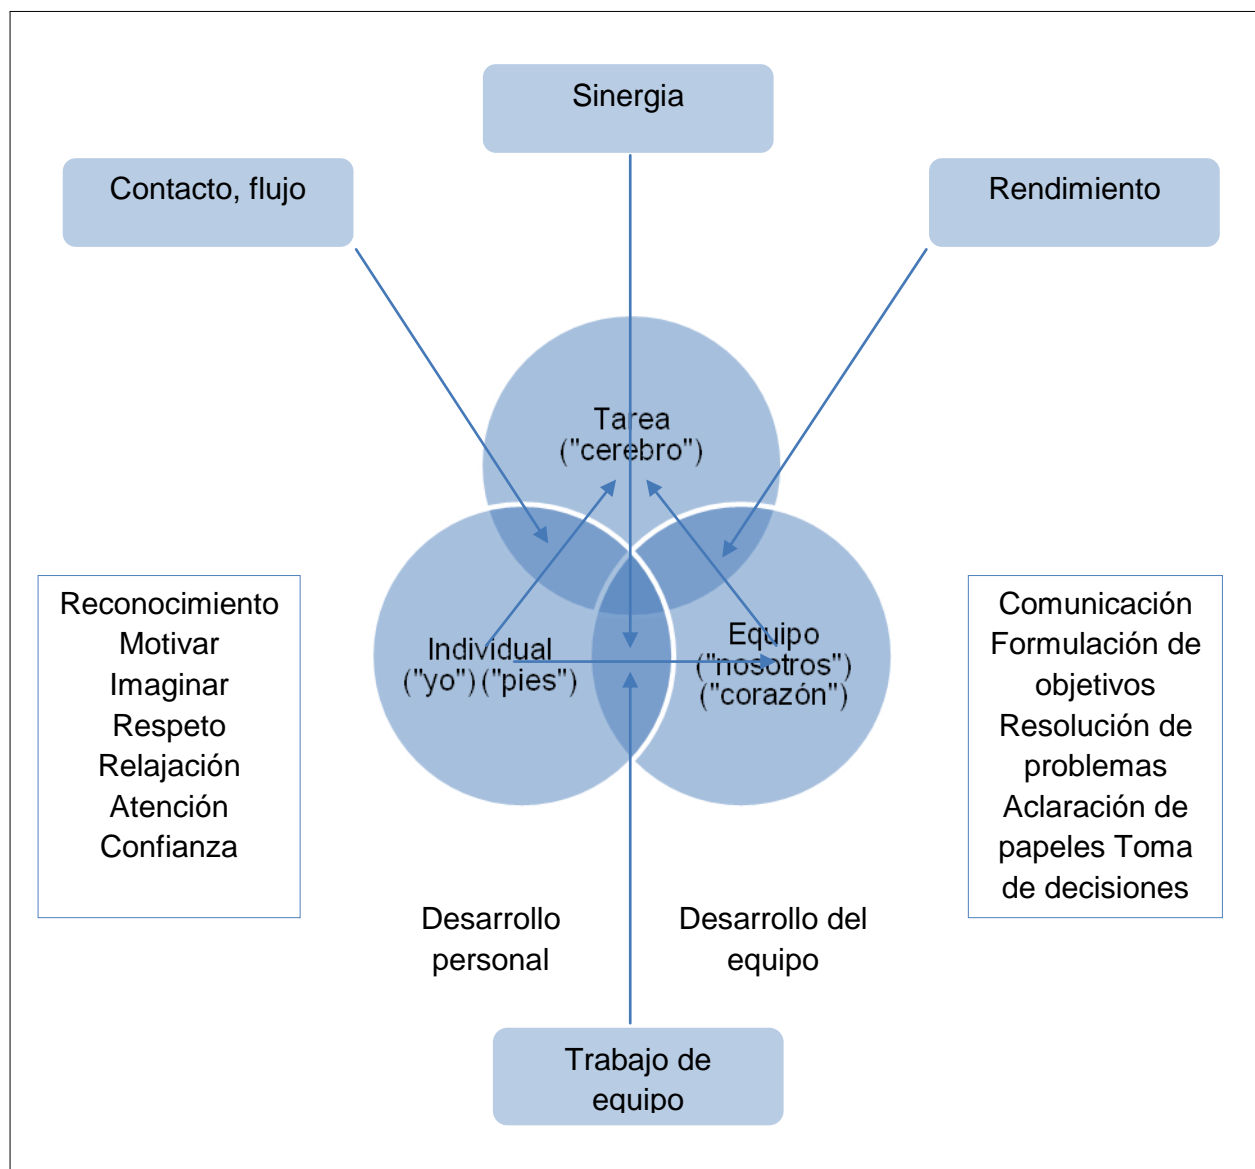 Sinergia
Contacto, flujo
Rendimiento
Tarea
("cerebro")
Individual
("yo") ("pies")
Equipo
("nosotros")
("corazón")
Reconocimiento
Motivar
Imaginar
Respeto
Relajación
Atención
Confianza
Comunicación
Formulación de
objetivos
Resolución de
problemas
Aclaración de
papeles Toma
de decisiones
Desarrollo
personal
Desarrollo del
equipo
Trabajo de
equipo